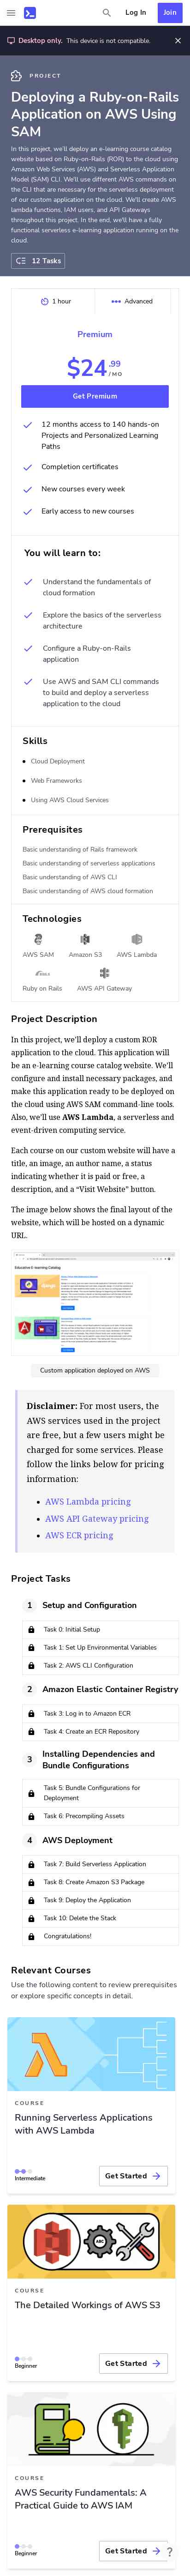 Log In
Join
Desktop only. This device is not compatible.
PROJECT
Deploying a Ruby-on-Rails
Application on AWS Using
SAM
In this project, we'll deploy an e-learning course catalog
website based on Ruby-on-Rails (ROR) to the cloud using
Amazon Web Services (AWS) and Serverless Application
Model (SAM) CLI. We'll use different AWS commands on
the CLI that are necessary for the serverless deployment
of our custom application on the cloud. We'll create AWS
lambda functions, IAM users, and API Gateways
throughout this project. In the end, we'll have a fully
functional serverless e-learning application running on the
cloud.
12 Tasks
1 hour
Advanced
Premium
$24.99
/MO
Get Premium
12 months access to 140 hands-on
Projects and Personalized Learning
Paths
Completion certificates
New courses every week
Early access to new courses
You will learn to:
Understand the fundamentals of
cloud formation
Explore the basics of the serverless
architecture
Configure a Ruby-on-Rails
application
Use AWS and SAM CLI commands
to build and deploy a serverless
application to the cloud
Skills
Cloud Deployment
Web Frameworks
Using AWS Cloud Services
Prerequisites
Basic understanding of Rails framework
Basic understanding of serverless applications
Basic understanding of AWS CLI
Basic understanding of AWS cloud formation
Technologies
AWS SAM
Amazon S3
AWS Lambda
Ruby on Rails
AWS API Gateway
Project Description
In this project, we'll deploy a custom ROR
application to the cloud. This application will
be an e-learning course catalog website. We'll
configure and install necessary packages, and
make this application ready to be deployed on
the cloud using AWS SAM command-line tools.
Also, we'll use AWS Lambda, a serverless and
event-driven computing service.
Each course on our custom website will have a
title, an image, an author name, a status
indicating whether it is paid or free, a
description, and a “Visit Website” button.
The image below shows the final layout of the
website, which will be hosted on a dynamic
URL.
Educative E-learning Catalog.
Custom application deployed on AWS
Disclaimer: For most users, the
AWS services used in the project
are free, but a few users might be
charged for some services. Please
follow the links below for pricing
information:
AWS Lambda pricing
AWS API Gateway pricing
AWS ECR pricing
Project Tasks
1 Setup and Configuration
Task 0: Initial Setup
Task 1: Set Up Environmental Variables
Task 2: AWS CLI Configuration
2 Amazon Elastic Container Registry
Task 3: Log in to Amazon ECR
Task 4: Create an ECR Repository
3 Installing Dependencies and
Bundle Configurations
Task 5: Bundle Configurations for
Deployment
Task 6: Precompiling Assets
4 AWS Deployment
Task 7: Build Serverless Application
Task 8: Create Amazon S3 Package
Task 9: Deploy the Application
Task 10: Delete the Stack
Congratulations!
Relevant Courses
Use the following content to review prerequisites
or explore specific concepts in detail.
COURSE
Running Serverless Applications
with AWS Lambda
Intermediate
Get Started
COURSE
The Detailed Workings of AWS S3
Beginner
Get Started
COURSE
AWS Security Fundamentals: A
Practical Guide to AWS IAM
Beginner
Get Started
?